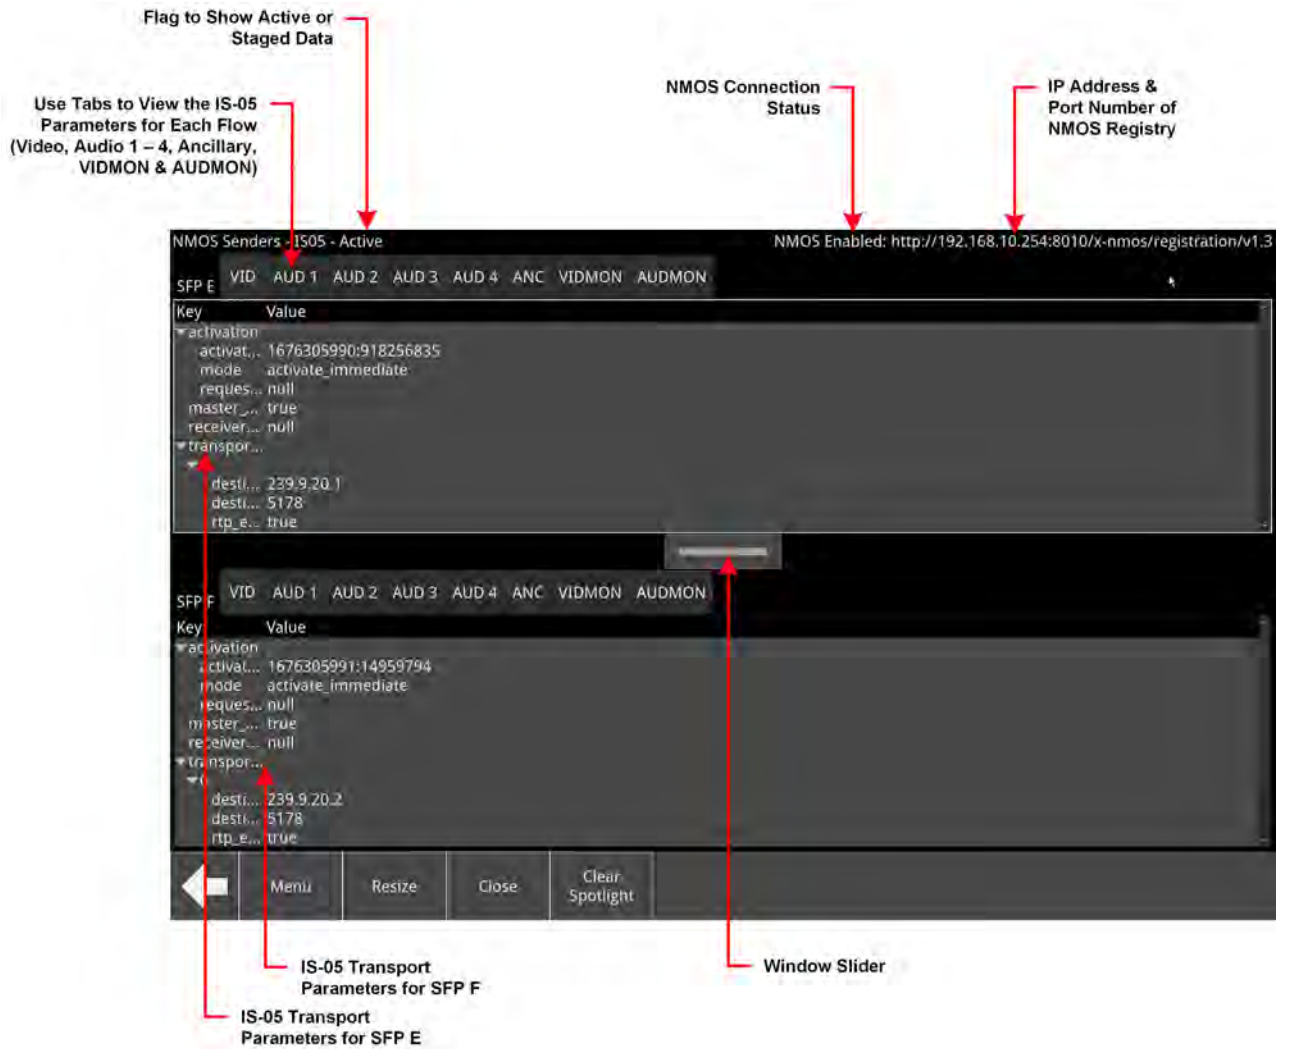 Flag to Show Active or
Staged Data
NMOS Connection
Status
IP Address &
Port Number of
NMOS Registry
Use Tabs to View the IS-05
Parameters for Each Flow
(Video, Audio 1 – 4, Ancillary,
VIDMON & AUDMON)
NMOS Senders - IS05 - Active
NMOS Enabled: http://192.168.10.254:8010/x-nmos/registration/v1.3
SFP E VID AUD 1 AUD 2 AUD 3 AUD 4 ANC VIDMON AUDMON
Key Value
activation
activat... 1676305990:918256835
mode activate_immediate
reques... null
master_... true
receiver... null
transpor...
desti... 239.9.20.1
desti... 5178
rtp_e... true
SFP F VID AUD 1 AUD 2 AUD 3 AUD 4 ANC VIDMON AUDMON
Key Value
activation
activat... 1676305991:14959794
mode activate_immediate
reques... null
master_... true
receiver... null
transpor...
desti... 239.9.20.2
desti... 5178
rtp_e... true
Menu
Resize
Close
Clear
Spotlight
IS-05 Transport
Parameters for SFP F
Window Slider
IS-05 Transport
Parameters for SFP E